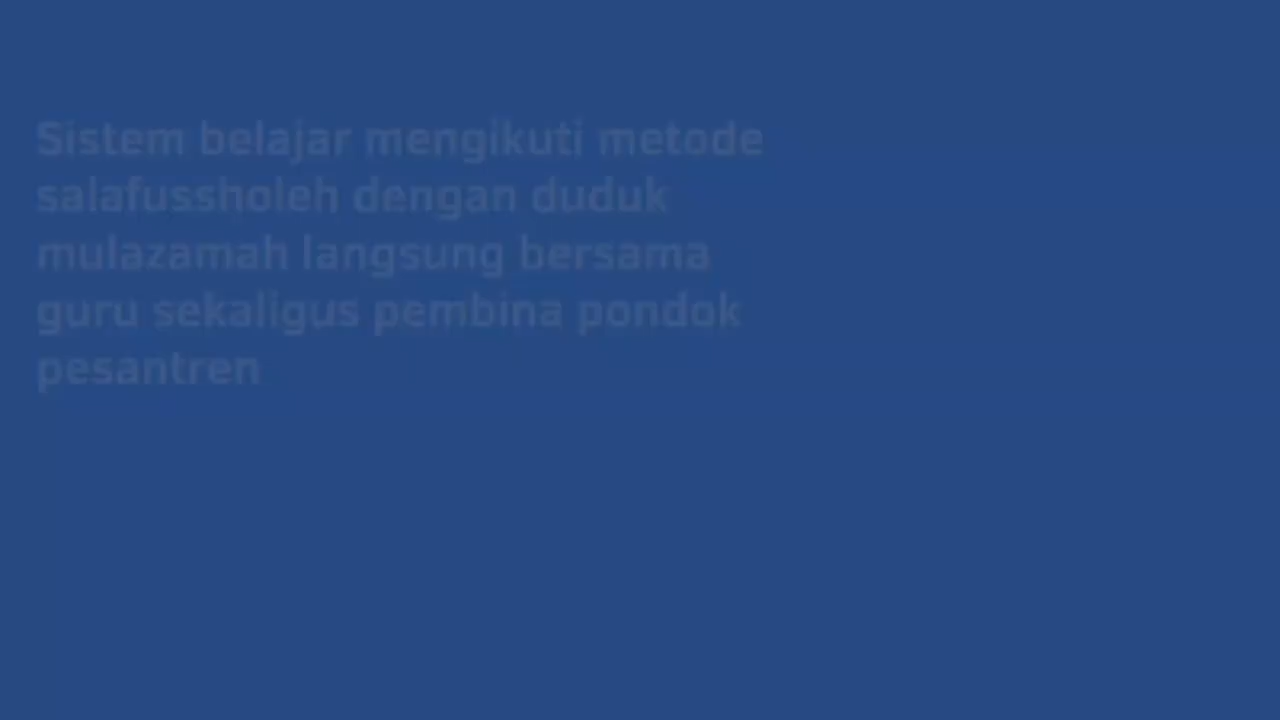 Sistem belajar mengikuti metode
salafussholeh dengan duduk
mulazamah langsung bersama
guru sekaligus pembina pondok
pesantren